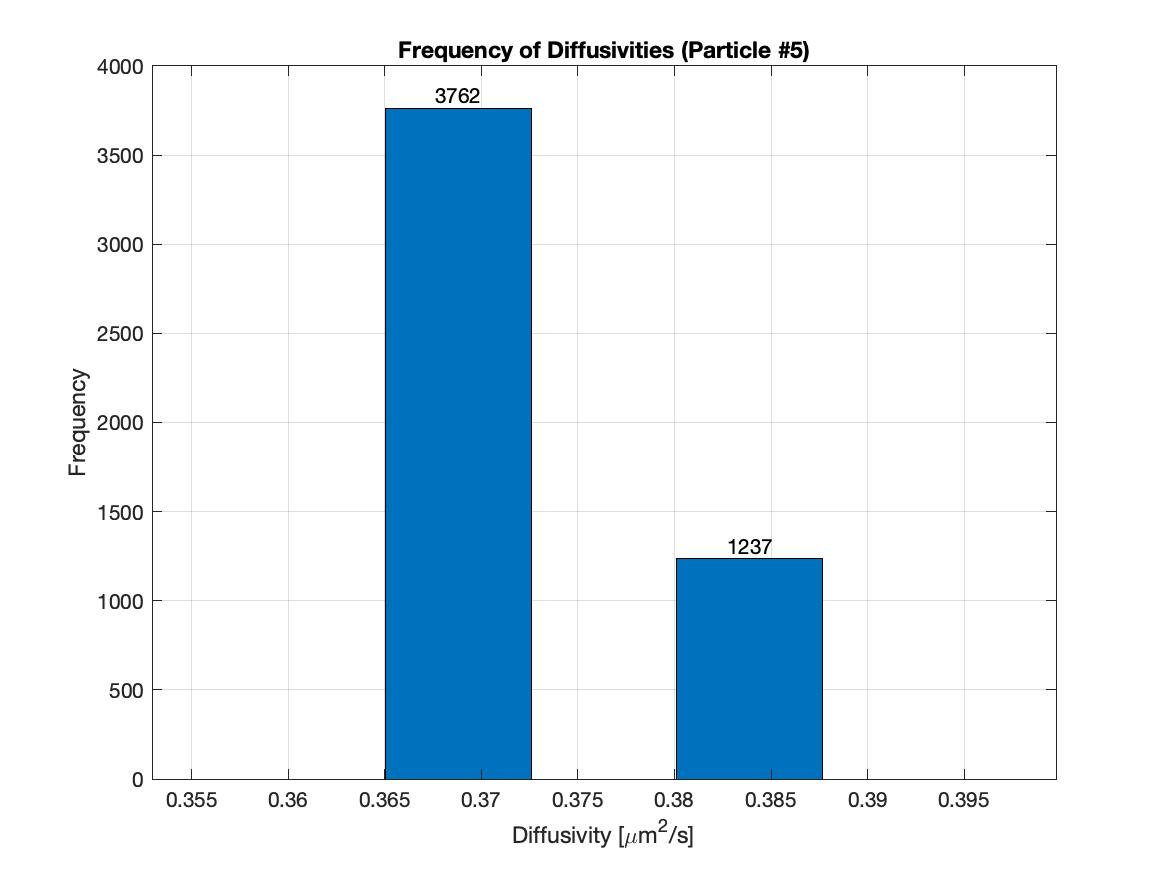 Frequency of Diffusivities (Particle #5)
4000
3762
3500
3000
2500
2000
1500
1237
1000
500
0
Frequency
0.355 0.36 0.365 0.37 0.375 0.38 0.385 0.39 0.395
Diffusivity [μm²/s]